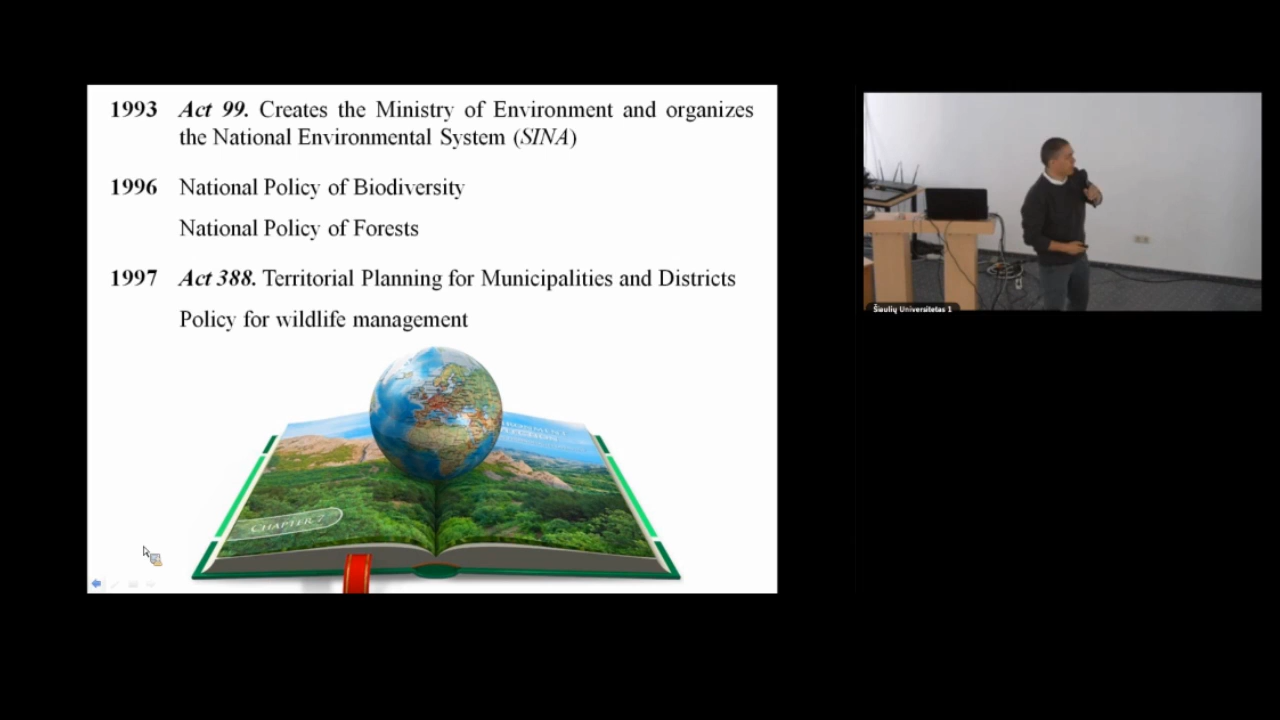 1993 Act 99. Creates the Ministry of Environment and organizes
the National Environmental System (SINA)
1996 National Policy of Biodiversity
National Policy of Forests
1997 Act 388. Territorial Planning for Municipalities and Districts
Policy for wildlife management
CHAPTER 7
Šiaulių Universitetas 1